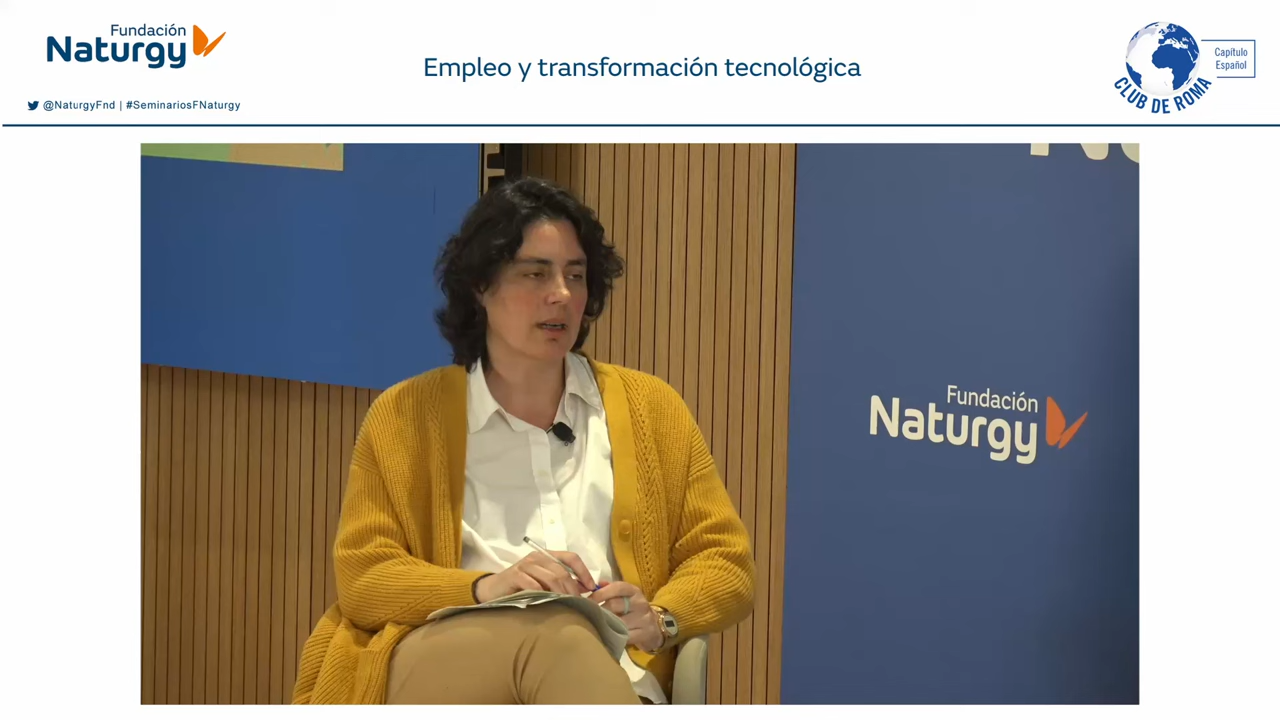 Fundación
Naturgy
@NaturgyFnd | #SeminariosFNaturgy
Empleo y transformación tecnológica
Capítulo
Español
CLUB DE ROMA
Fundación
Naturgy